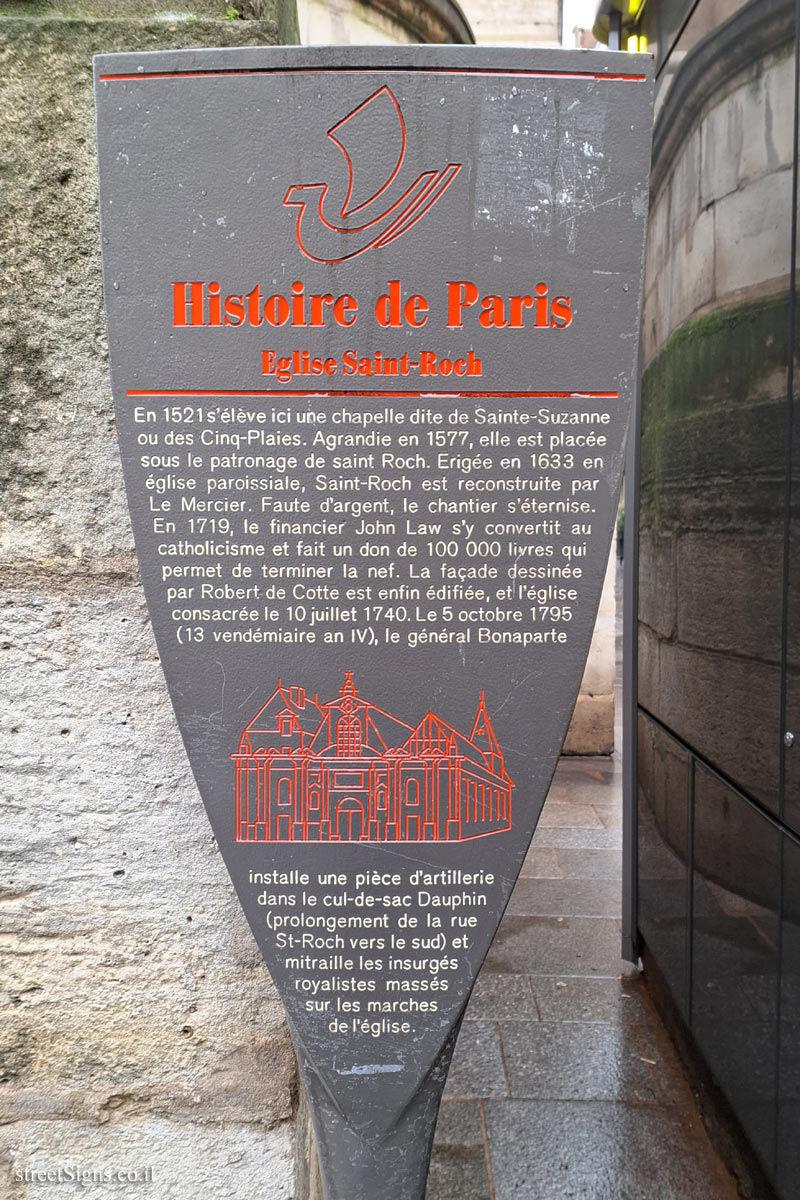 Histoire de Paris
Eglise Saint-Roch
En 1521 s'élève ici une chapelle dite de Sainte-Suzanne
ou des Cinq-Plaies. Agrandie en 1577, elle est placée
sous le patronage de saint Roch. Erigée en 1633 en
église paroissiale, Saint-Roch est reconstruite par
Le Mercier. Faute d'argent, le chantier s'éternise.
En 1719, le financier John Law s'y convertit au
catholicisme et fait un don de 100 000 livres qui
permet de terminer la nef. La façade dessinée
par Robert de Cotte est enfin édifiée, et l'église
consacrée le 10 juillet 1740. Le 5 octobre 1795
(13 vendémiaire an IV), le général Bonaparte
installe une pièce d'artillerie
dans le cul-de-sac Dauphin
(prolongement de la rue
St-Roch vers le sud) et
mitraille les insurgés
royalistes massés
sur les marches
de l'église.
streetSigns.co.il